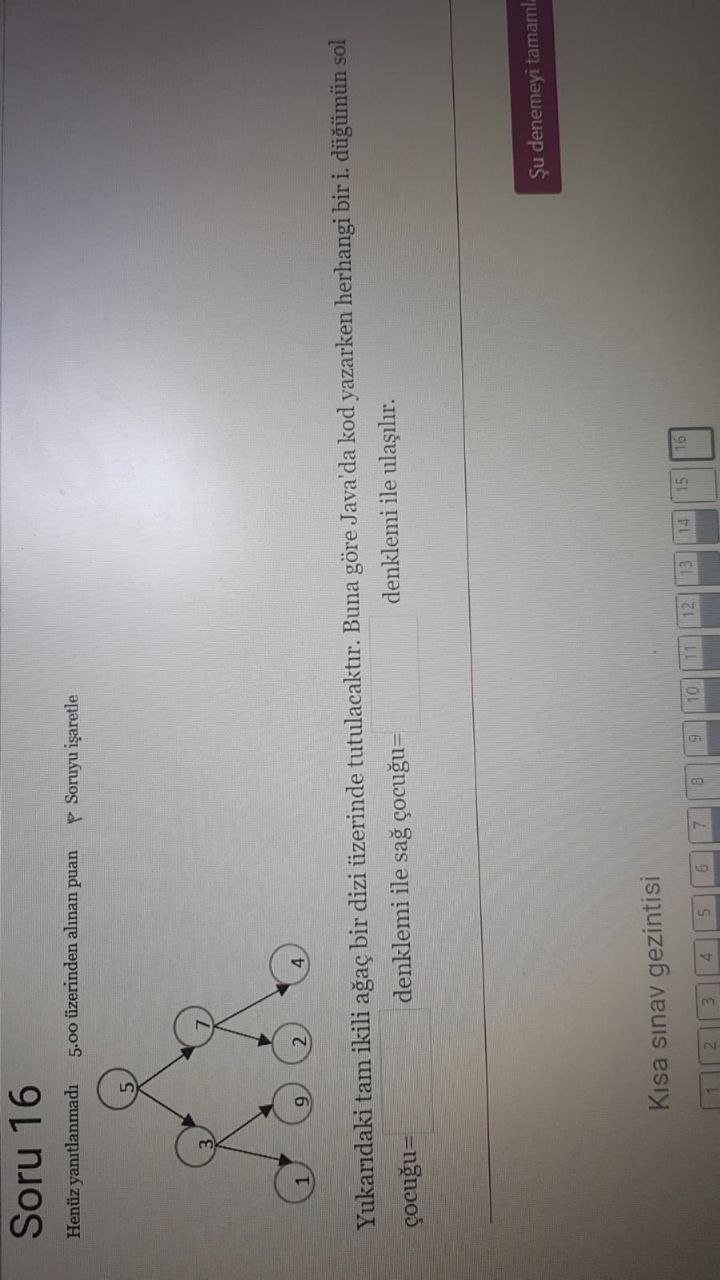 Soru 16
Henüz yanıtlanmadı 5.00 üzerinden alınan puan Soruyu işaretle
5
3 7
1 9 2 4
Yukarıdaki tam ikili ağaç bir dizi üzerinde tutulacaktır. Buna göre Java'da kod yazarken herhangi bir i. düğümün sol
çocuğu= denklemi ile sağ çocuğu= denklemi ile ulaşılır.
Şu denemeyi
Kısa sınav gezintisi
1 2 3 4 5 6 7 8 9 10 11 12 13 14 15 16